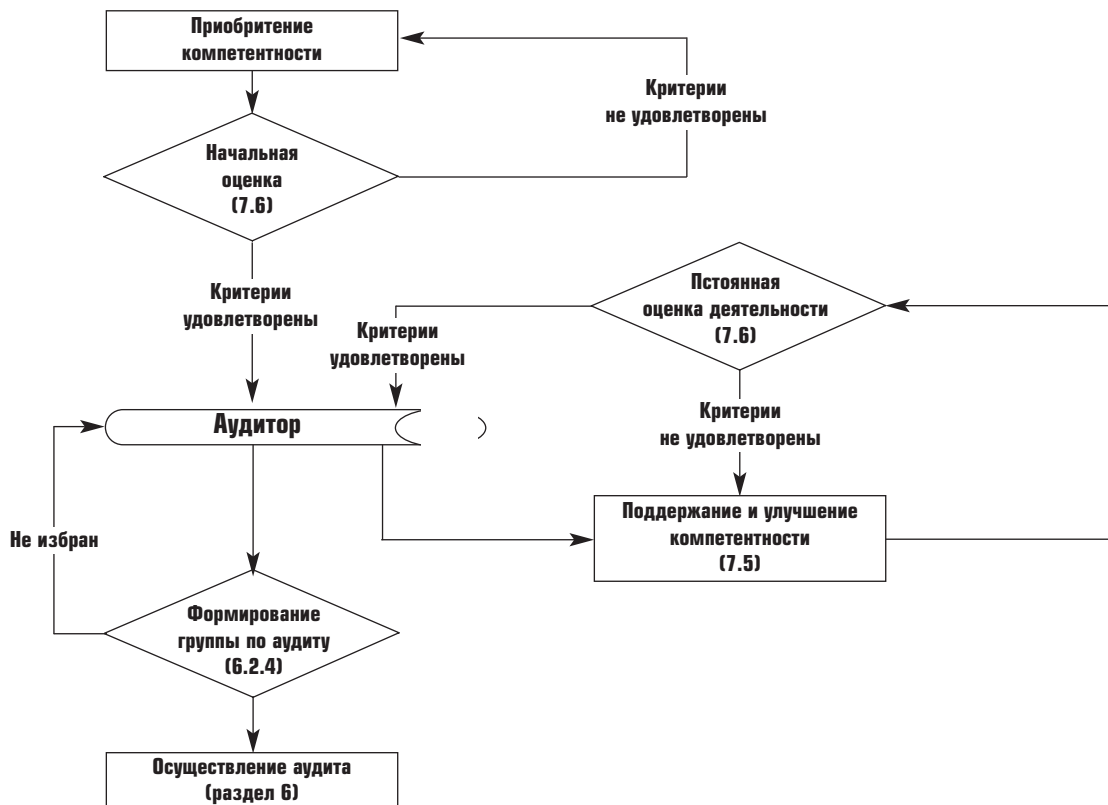 Приобритение
компетентности
Критерии
не удовлетворены
Начальная
оценка
(7.6)
Критерии
удовлетворены
Пстоянная
оценка деятельности
(7.6)
Критерии
удовлетворены
Аудитор
Критерии
не удовлетворены
Поддержание и улучшение
компетентности
(7.5)
Не избран
Формирование
группы по аудиту
(6.2.4)
Осуществление аудита
(раздел 6)